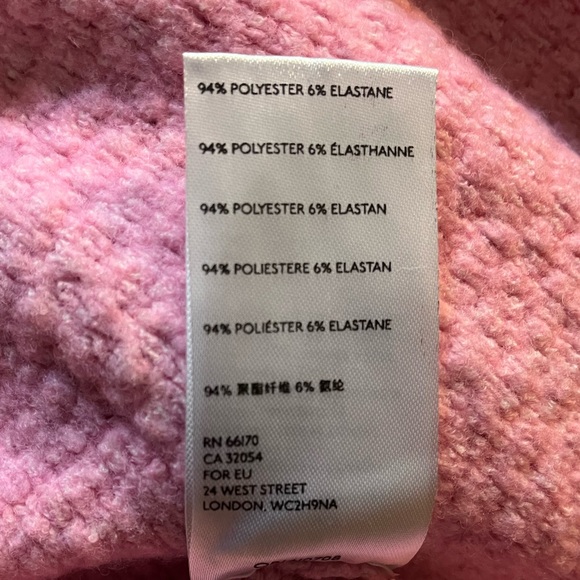 94% POLYESTER 6% ELASTANE
94% POLYESTER 6% ÉLASTHANNE
94% POLYESTER 6% ELASTAN
94% POLIESTERE 6% ELASTAN
94% POLIÉSTER 6% ELASTANE
94% 聚酯纤维 6% 氨纶
RN 66170
CA 32054
FOR EU
24 WEST STREET
LONDON, WC2H9NA